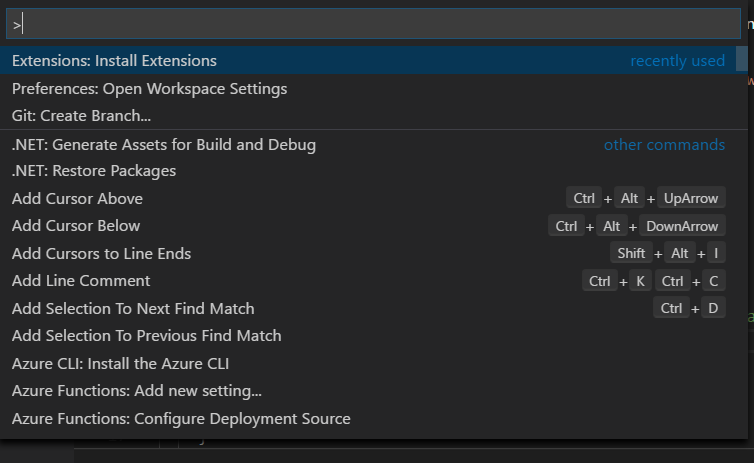 >
Extensions: Install Extensions recently used
Preferences: Open Workspace Settings
Git: Create Branch...
.NET: Generate Assets for Build and Debug other commands
.NET: Restore Packages
Add Cursor Above Ctrl + Alt + UpArrow
Add Cursor Below Ctrl + Alt + DownArrow
Add Cursors to Line Ends Shift + Alt + I
Add Line Comment Ctrl + K Ctrl + C
Add Selection To Next Find Match Ctrl + D
Add Selection To Previous Find Match
Azure CLI: Install the Azure CLI
Azure Functions: Add new setting...
Azure Functions: Configure Deployment Source